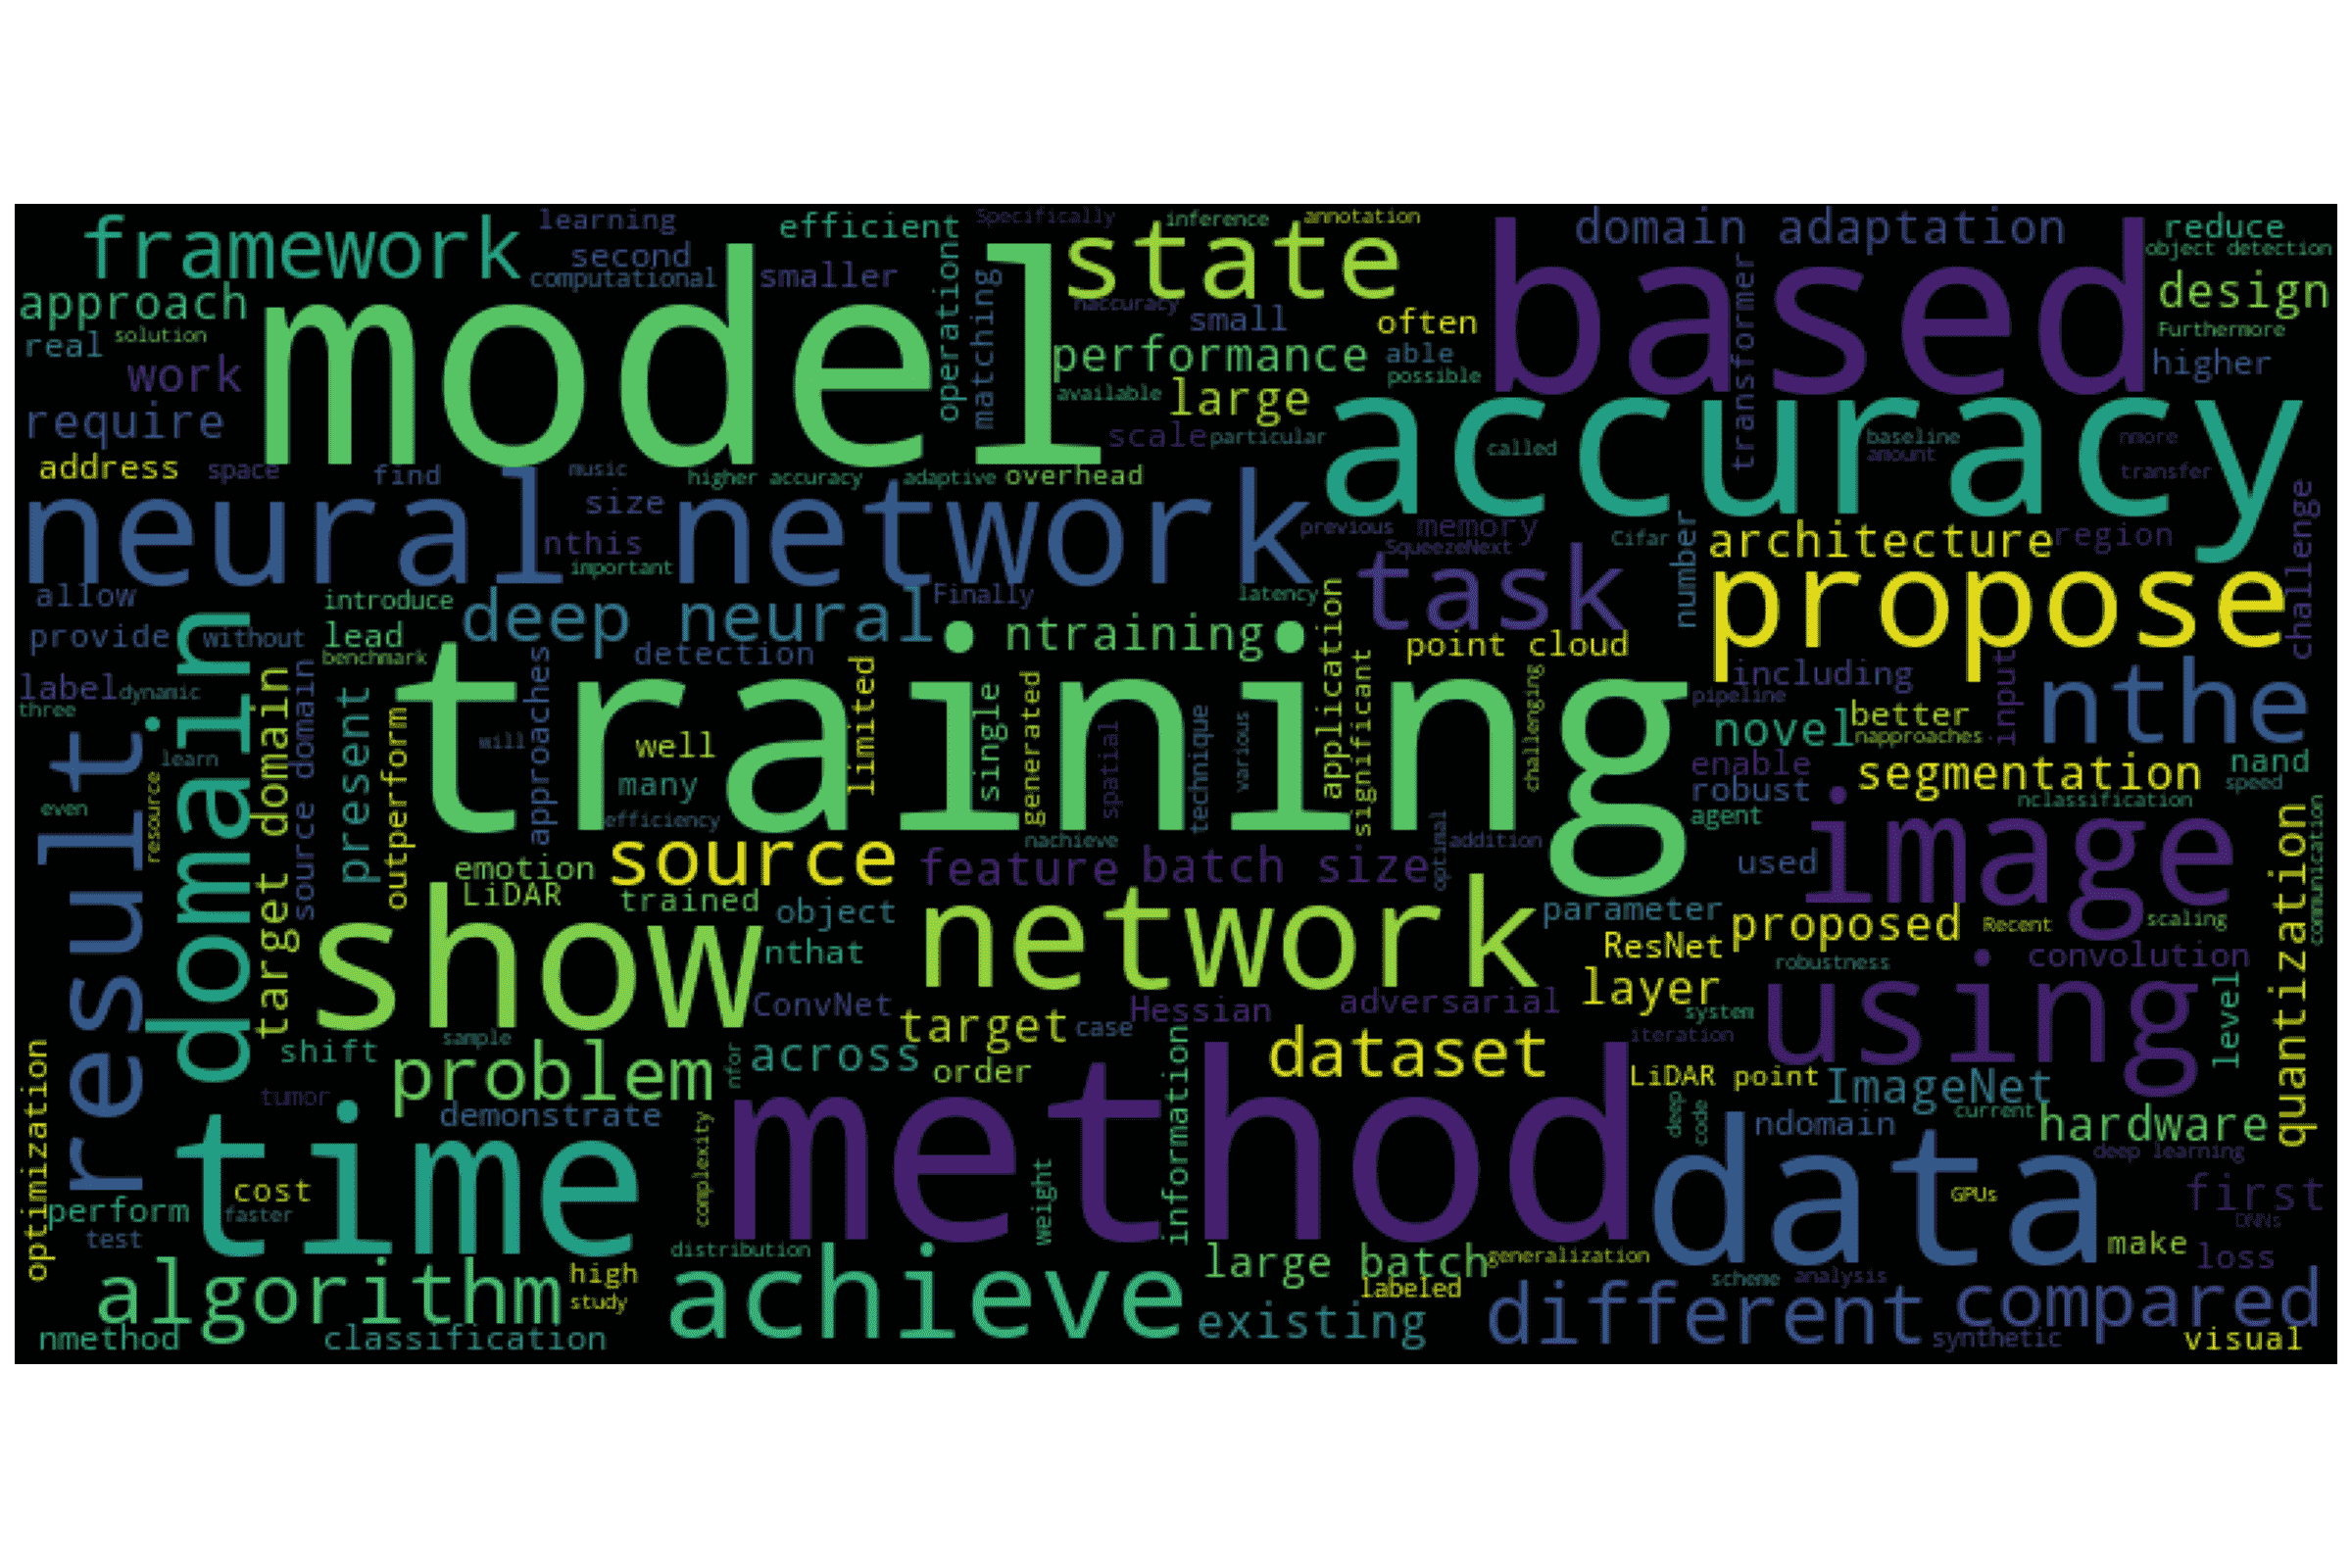 framework
learning
efficient
Specifically
inference
annotation
domain adaptation
reduce
second
computational
smaller
operation
matching
state
based
transformer
object detection
approach
model
naccuracy
small
often
design
real
solution
performance
able
possible
Furthermore
higher
work
available
large
accuracy
require
scale
particular
called
baseline
amount
nmore
transfer
address
space
find
music
higher accuracy
adaptive
overhead
neural network
size
previous
memory
SqueezeNext
Cifar
number
architecture
region
challenge
nthis
important
task
propose
allow
introduce
deep neural
Finally
latency
provide
without
lead
benchmark
detection
ntraining
application
point cloud
including
input
nthe
label
dynamic
three
domain
target domain
source domain
present
outperform
approaches
training
well
limited
single
generated
spatial
technique
various
significant
challenging
pipeline
novel
better
napproaches
result
learn
will
many
efficiency
enable
robust
agent
segmentation
nand
speed
nclassification
even
resource
nachieve
optimal
addition
emotion
LiDAR
source
trained
feature
batch size
used
image
quantization
communication
show
object
nthat
network
parameter
ResNet
proposed
Recent
scaling
robustness
convolution
ConvNet
Hessian
adversarial
layer
system
using
level
shift
sample
target
case
iteration
optimization
problem
nfor
across
order
information
dataset
LiDAR point
ImageNet
tumor
demonstrate
method
deep
code
ndomain
current
hardware
deep learning
time
cost
complexity
weight
data
GPUs
first
DNNs
perform
faster
test
distribution
generalization
make
loss
algorithm
high
study
achieve
large batch
labeled
scheme
analysis
different
compared
nmethod
classification
existing
synthetic
visual